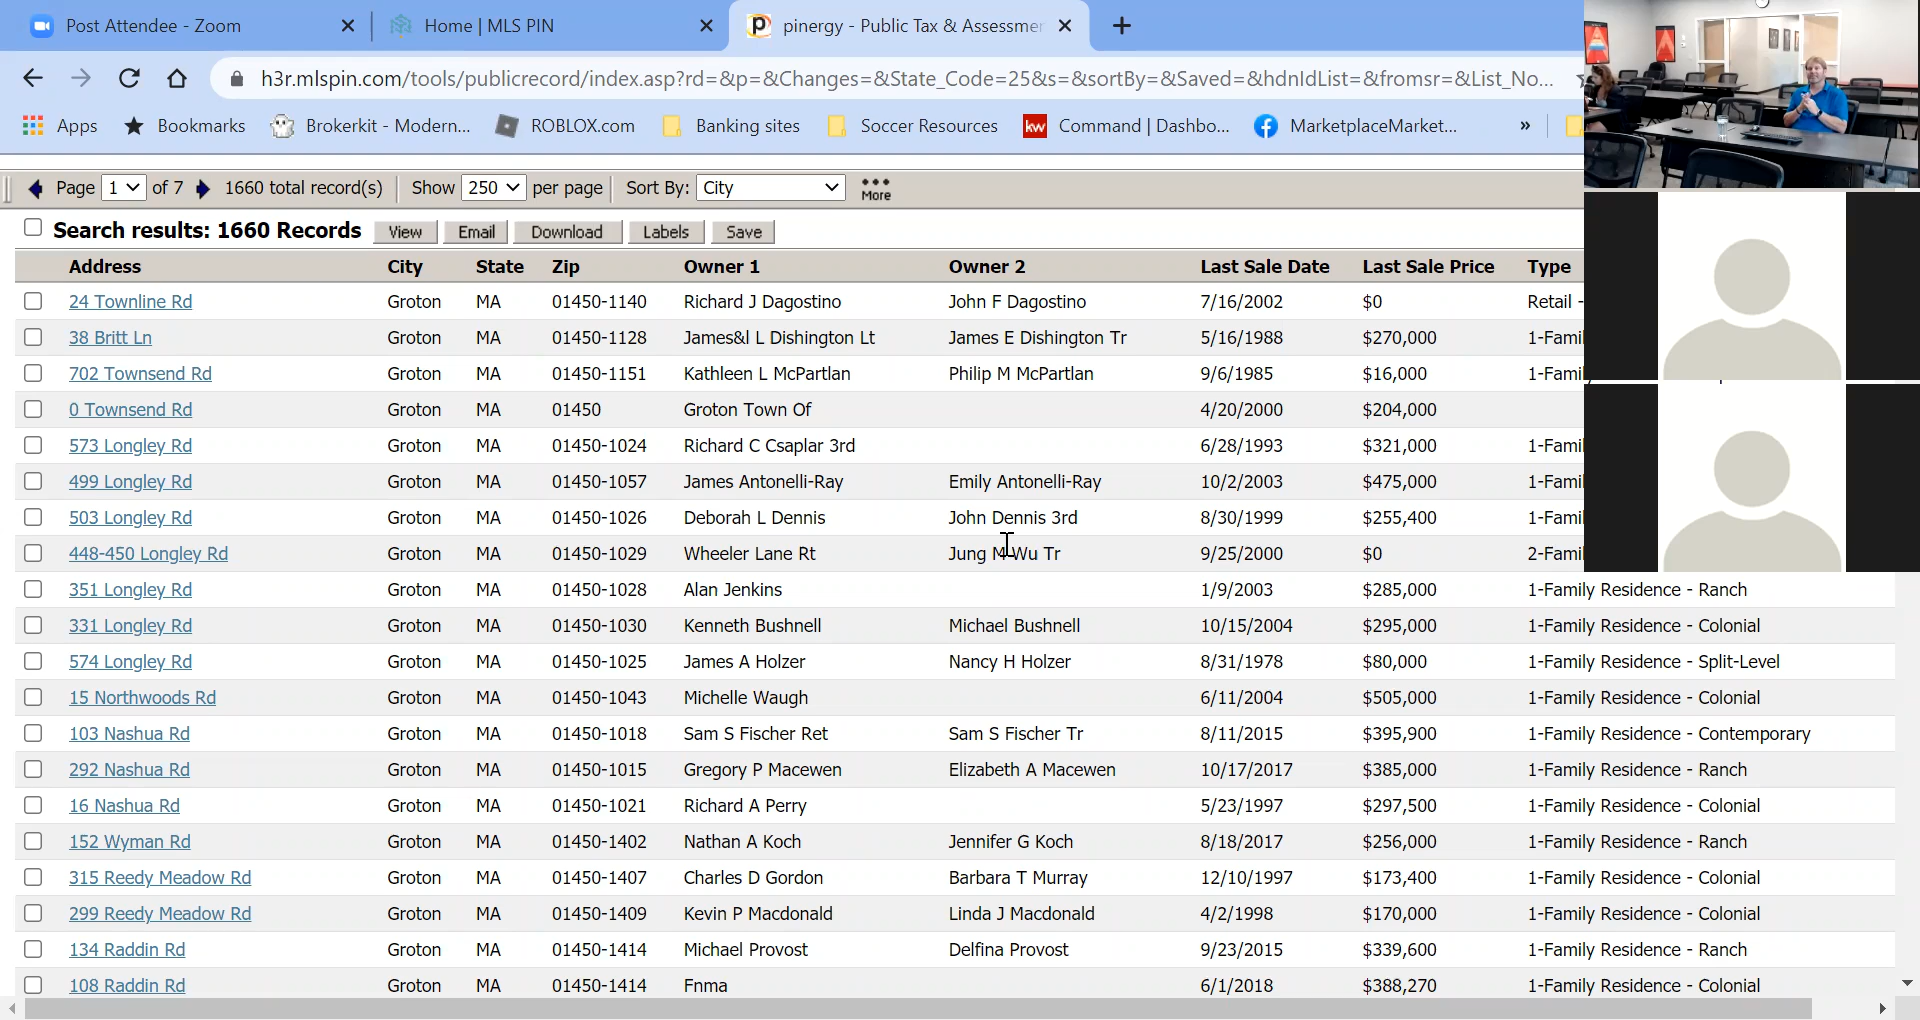 Post Attendee - Zoom
Home | MLS PIN
pinergy - Public Tax & Assessmer
h3r.mlspin.com/tools/publicrecord/index.asp?rd=&p=&Changes=&State_Code=25&s=&sortBy=&Saved=&hdnIdList=&fromsr=&List_No...
Apps Bookmarks Brokerkit - Modern... ROBLOX.com Banking sites Soccer Resources kw Command | Dashbo... MarketplaceMarket... »
Page 1 of 7 1660 total record(s) Show 250 per page Sort By: City More
Search results: 1660 Records View Email Download Labels Save
Address City State Zip Owner 1 Owner 2 Last Sale Date Last Sale Price Type
24 Townline Rd Groton MA 01450-1140 Richard J Dagostino John F Dagostino 7/16/2002 $0 Retail -
38 Britt Ln Groton MA 01450-1128 James&l L Dishington Lt James E Dishington Tr 5/16/1988 $270,000 1-Famil
702 Townsend Rd Groton MA 01450-1151 Kathleen L McPartlan Philip M McPartlan 9/6/1985 $16,000 1-Famil
0 Townsend Rd Groton MA 01450 Groton Town Of 4/20/2000 $204,000
573 Longley Rd Groton MA 01450-1024 Richard C Csaplar 3rd 6/28/1993 $321,000 1-Famil
499 Longley Rd Groton MA 01450-1057 James Antonelli-Ray Emily Antonelli-Ray 10/2/2003 $475,000 1-Famil
503 Longley Rd Groton MA 01450-1026 Deborah L Dennis John Dennis 3rd 8/30/1999 $255,400 1-Famil
448-450 Longley Rd Groton MA 01450-1029 Wheeler Lane Rt Jung M Wu Tr 9/25/2000 $0 2-Famil
351 Longley Rd Groton MA 01450-1028 Alan Jenkins 1/9/2003 $285,000 1-Family Residence - Ranch
331 Longley Rd Groton MA 01450-1030 Kenneth Bushnell Michael Bushnell 10/15/2004 $295,000 1-Family Residence - Colonial
574 Longley Rd Groton MA 01450-1025 James A Holzer Nancy H Holzer 8/31/1978 $80,000 1-Family Residence - Split-Level
15 Northwoods Rd Groton MA 01450-1043 Michelle Waugh 6/11/2004 $505,000 1-Family Residence - Colonial
103 Nashua Rd Groton MA 01450-1018 Sam S Fischer Ret Sam S Fischer Tr 8/11/2015 $395,900 1-Family Residence - Contemporary
292 Nashua Rd Groton MA 01450-1015 Gregory P Macewen Elizabeth A Macewen 10/17/2017 $385,000 1-Family Residence - Ranch
16 Nashua Rd Groton MA 01450-1021 Richard A Perry 5/23/1997 $297,500 1-Family Residence - Colonial
152 Wyman Rd Groton MA 01450-1402 Nathan A Koch Jennifer G Koch 8/18/2017 $256,000 1-Family Residence - Ranch
315 Reedy Meadow Rd Groton MA 01450-1407 Charles D Gordon Barbara T Murray 12/10/1997 $173,400 1-Family Residence - Colonial
299 Reedy Meadow Rd Groton MA 01450-1409 Kevin P Macdonald Linda J Macdonald 4/2/1998 $170,000 1-Family Residence - Colonial
134 Raddin Rd Groton MA 01450-1414 Michael Provost Delfina Provost 9/23/2015 $339,600 1-Family Residence - Ranch
108 Raddin Rd Groton MA 01450-1414 Fnma 6/1/2018 $388,270 1-Family Residence - Colonial